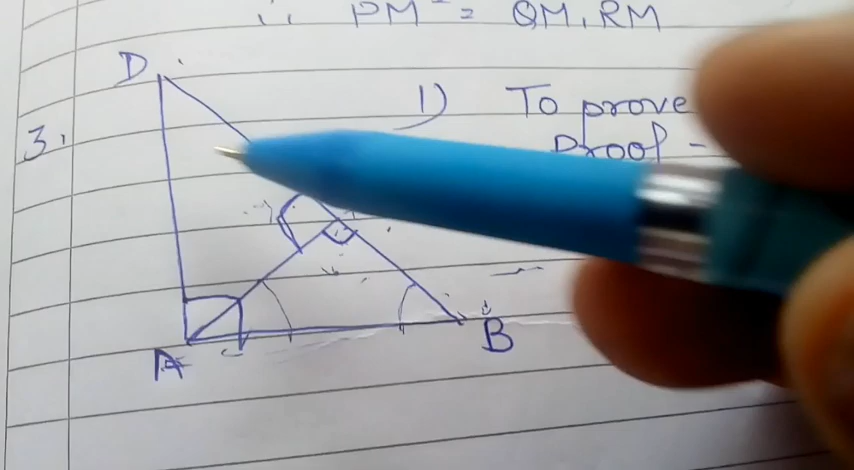 ∴ PM² = QM.RM
D
1) To prove
3.
Proof -
A
B